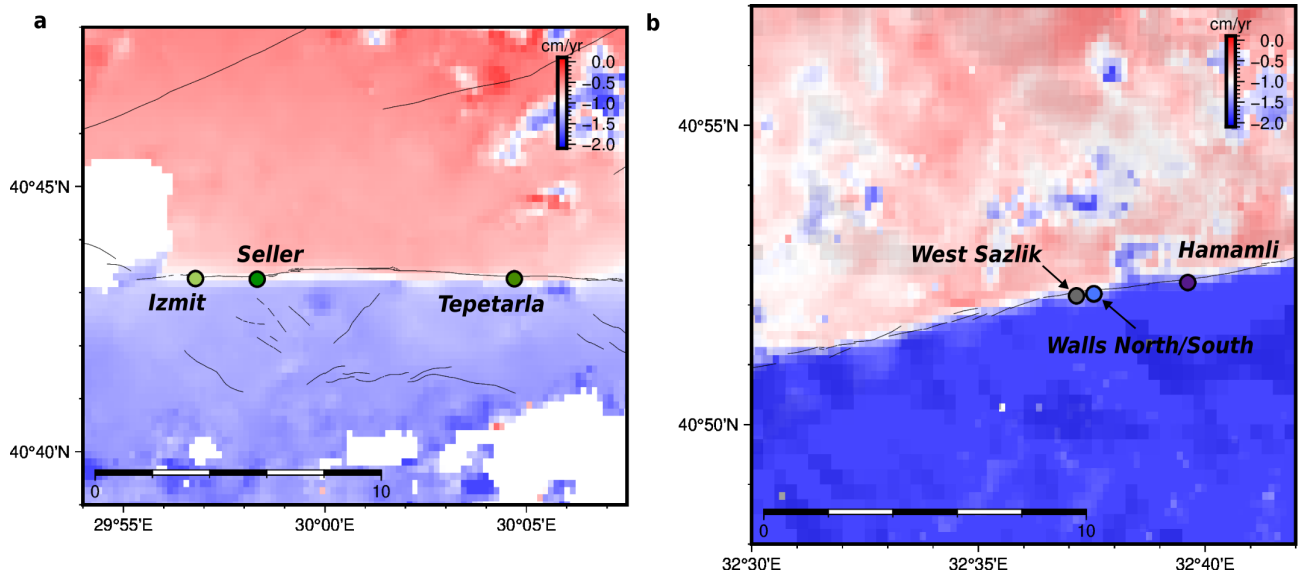 a
cm/yr
0.0
−0.5
−1.0
−1.5
−2.0
40°45'N
40°40'N
Seller
Izmit
Tepetarla
0
10
29°55'E
30°00'E
30°05'E
b
cm/yr
0.0
−0.5
−1.0
−1.5
−2.0
40°55'N
40°50'N
West Sazlik
Hamamli
Walls North/South
0
10
32°30'E
32°35'E
32°40'E